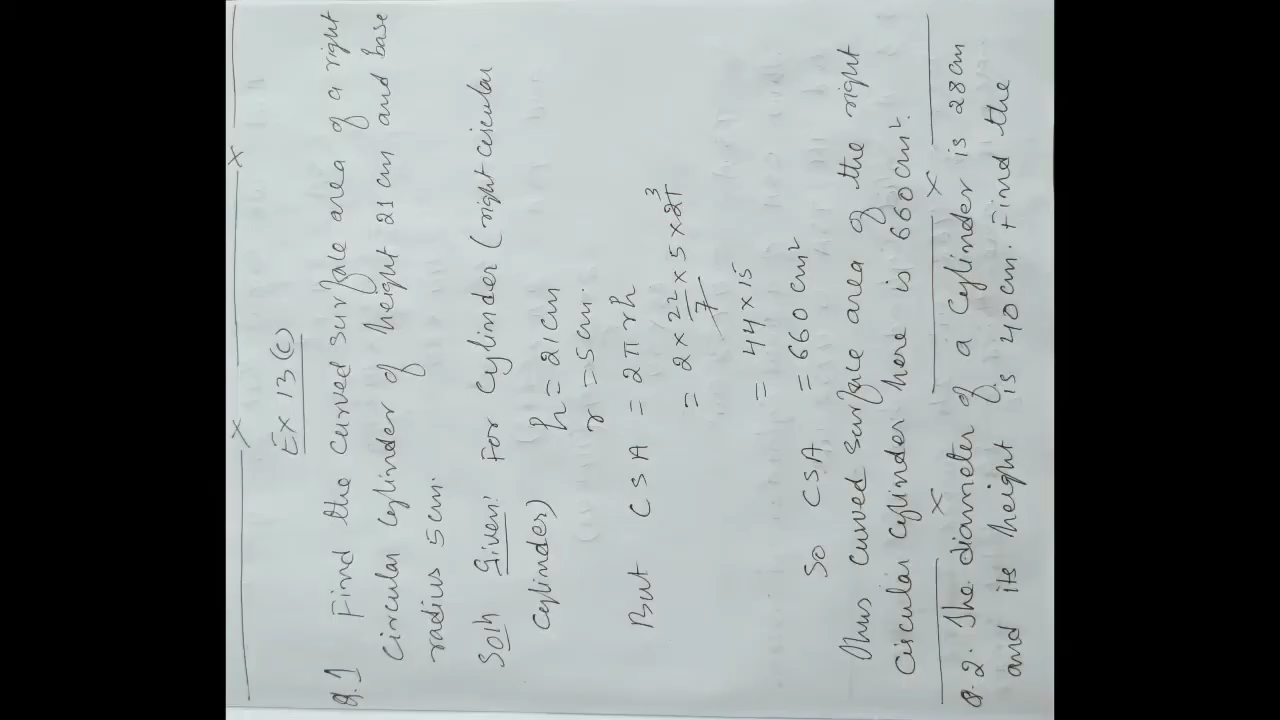 Ex 13 (c)
Q.1 Find the curved surface area of a right
circular cylinder of height 21 cm and base
radius 5 cm.
Soln Given: For cylinder (right circular
cylinder)
h = 21 cm
r = 5 cm.
But CSA = 2πrh
= 2 × 22/7 × 5 × 21 3
= 44 × 15
So CSA = 660 cm²
Thus curved surface area of the right
circular cylinder here is 660 cm².
Q.2. The diameter of a cylinder is 28 cm
and its height is 40 cm. Find the